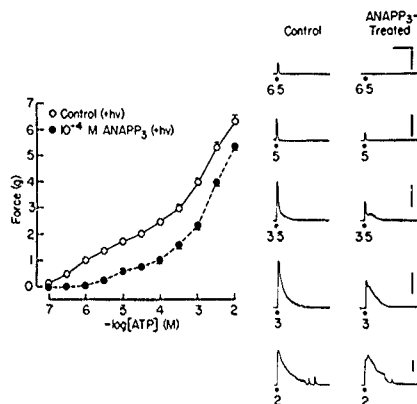 Control
ANAPP₃-
Treated
6.5
6.5
5
5
3.5
3.5
3
3
2
2
Control (+hv)
10⁻⁴ M ANAPP₃ (+hv)
Force (g)
7
6
5
4
3
2
1
0
7 6 5 4 3 2
-log[ATP] (M)